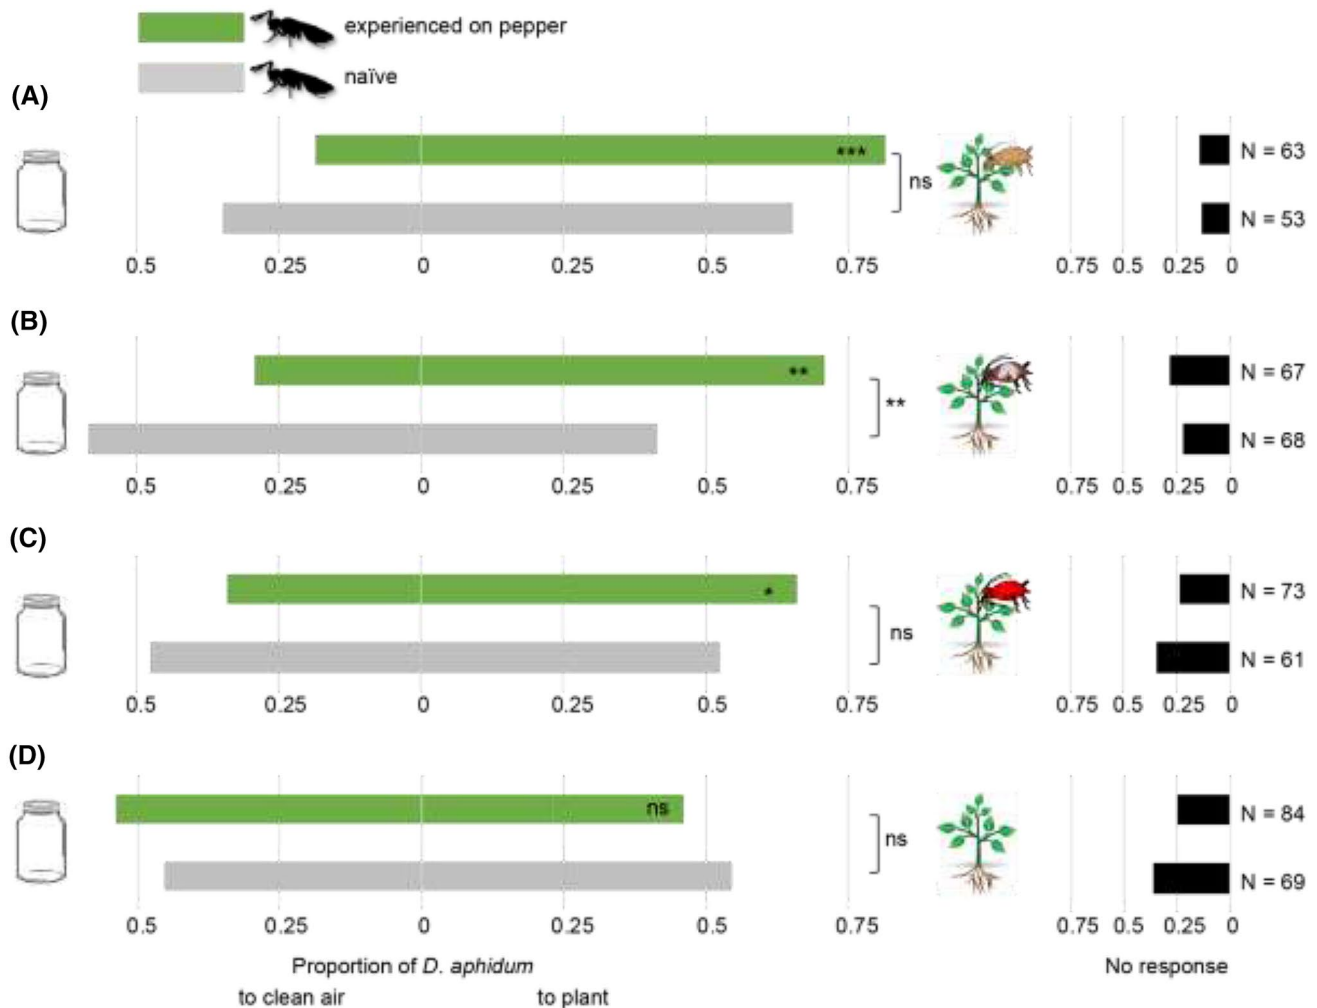 experienced on pepper
naïve
(A)
***
ns
N = 63
N = 53
0.5 0.25 0 0.25 0.5 0.75 0.75 0.5 0.25 0
(B)
**
**
N = 67
N = 68
0.5 0.25 0 0.25 0.5 0.75 0.75 0.5 0.25 0
(C)
*
ns
N = 73
N = 61
0.5 0.25 0 0.25 0.5 0.75 0.75 0.5 0.25 0
(D)
ns
ns
N = 84
N = 69
0.5 0.25 0 0.25 0.5 0.75 0.75 0.5 0.25 0
Proportion of D. aphidum No response
to clean air to plant